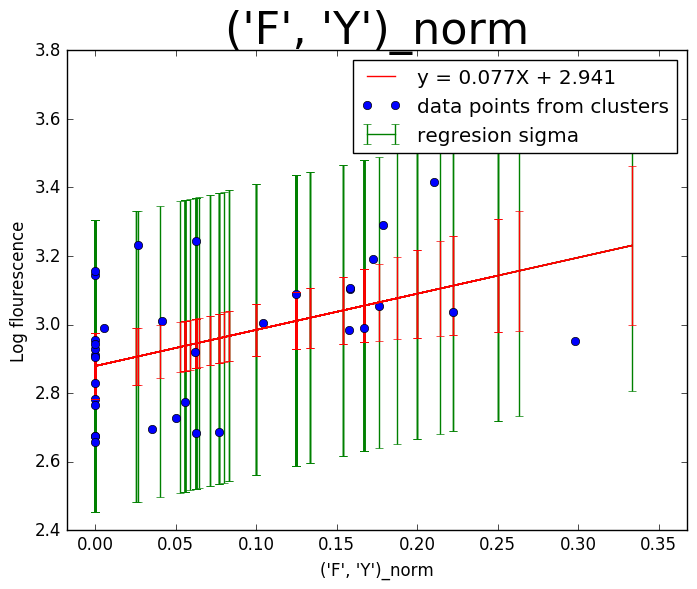 ('F', 'Y')_norm
y = 0.077X + 2.941
data points from clusters
regresion sigma
Log flourescence
3.8
3.6
3.4
3.2
3.0
2.8
2.6
2.4
0.00 0.05 0.10 0.15 0.20 0.25 0.30 0.35
('F', 'Y')_norm